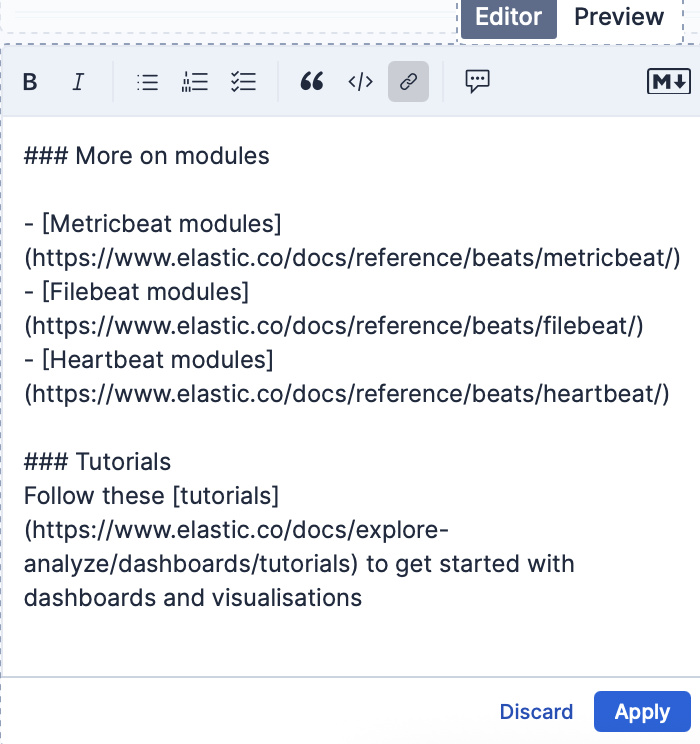 Editor Preview
B I </> M↓
### More on modules
- [Metricbeat modules]
(https://www.elastic.co/docs/reference/beats/metricbeat/)
- [Filebeat modules]
(https://www.elastic.co/docs/reference/beats/filebeat/)
- [Heartbeat modules]
(https://www.elastic.co/docs/reference/beats/heartbeat/)
### Tutorials
Follow these [tutorials]
(https://www.elastic.co/docs/explore-
analyze/dashboards/tutorials) to get started with
dashboards and visualisations
Discard Apply